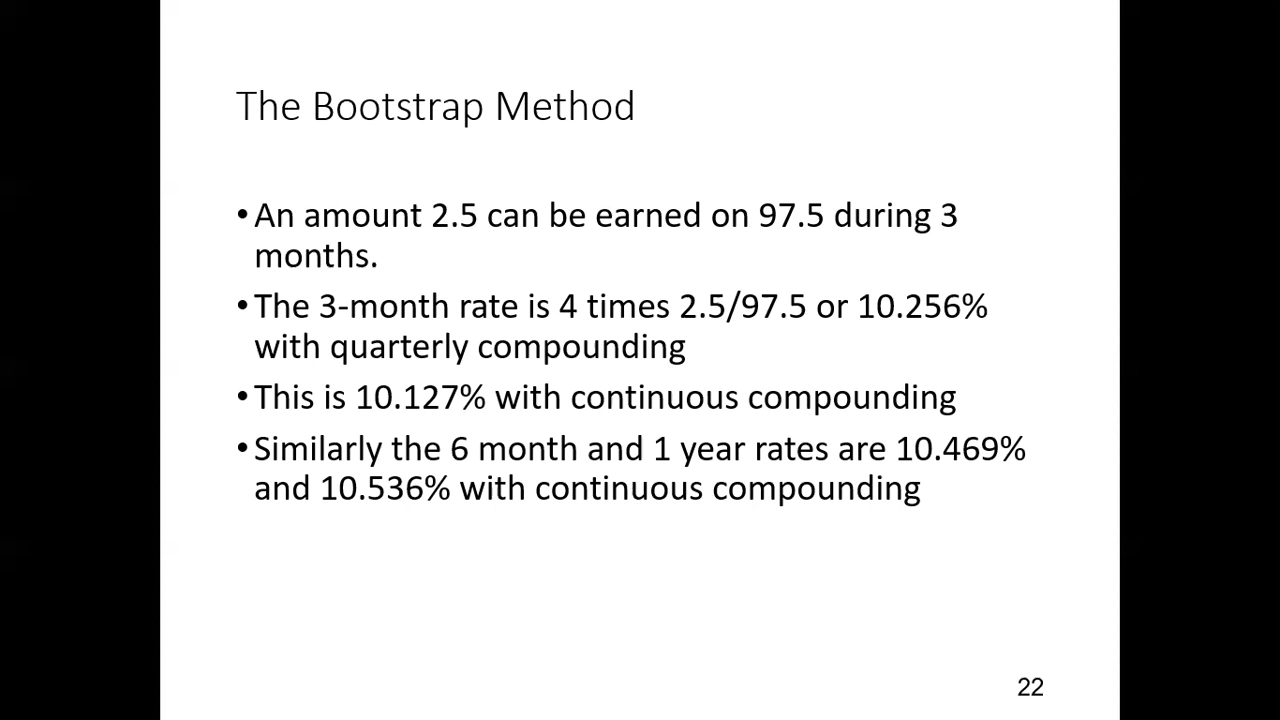 The Bootstrap Method
• An amount 2.5 can be earned on 97.5 during 3
months.
• The 3-month rate is 4 times 2.5/97.5 or 10.256%
with quarterly compounding
• This is 10.127% with continuous compounding
• Similarly the 6 month and 1 year rates are 10.469%
and 10.536% with continuous compounding
22